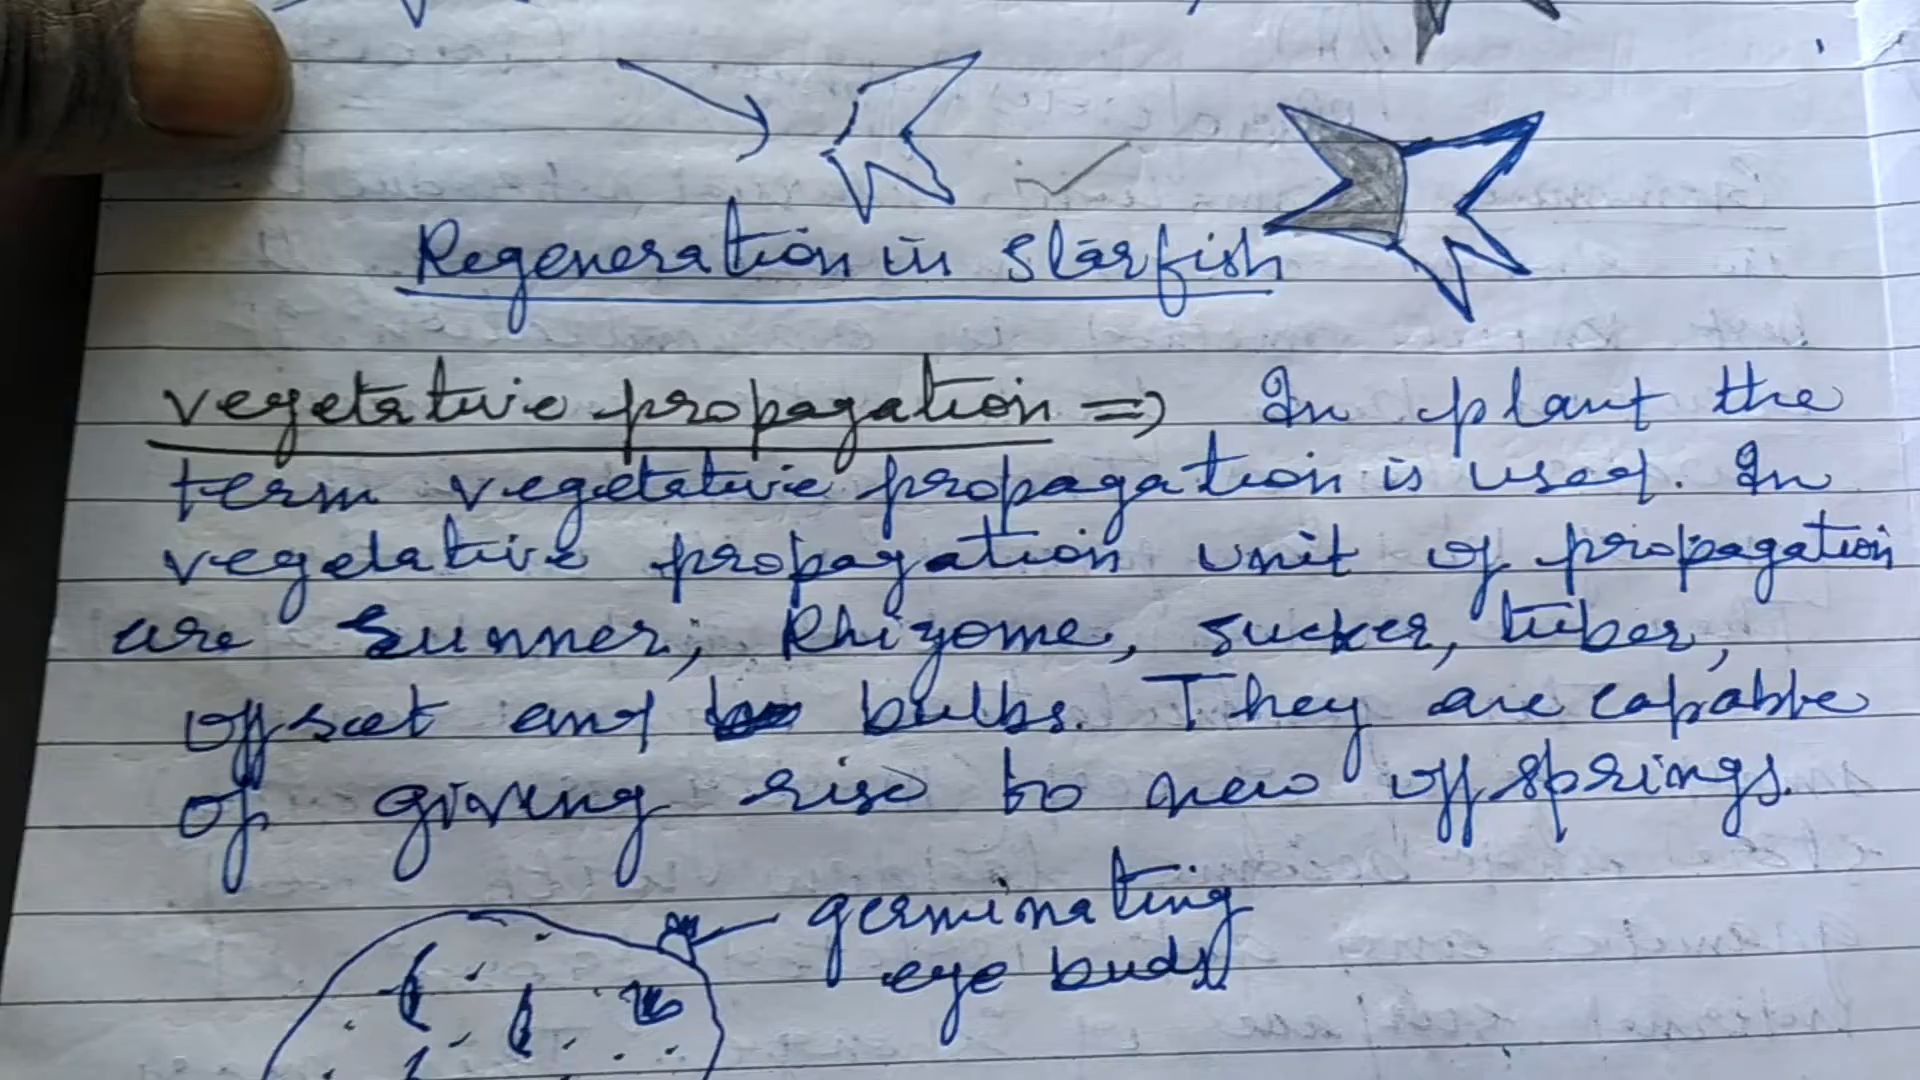 Regeneration in Starfish
vegetative propagation => In plant the
term vegetative propagation is used. In
vegetative propagation unit of propagation
are Sunner, Rhizome, sucker, tuber,
offset and bulbs. They are capable
of giving rise to new offsprings.
germinating
eye buds